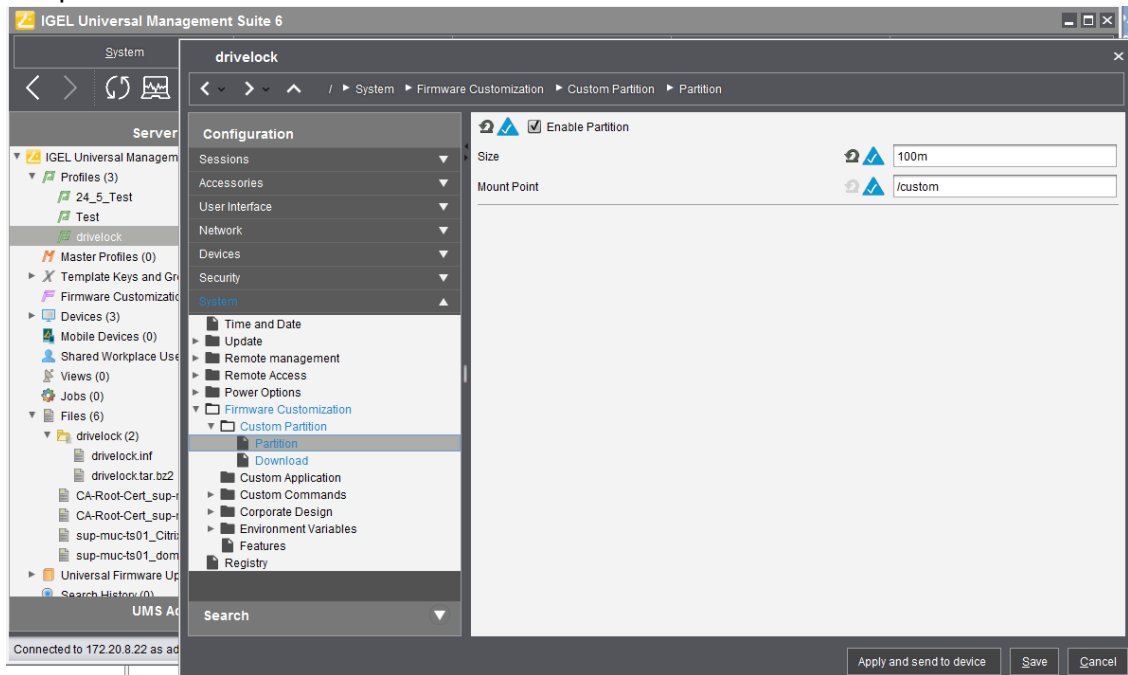 IGEL Universal Management Suite 6
System
drivelock
/ System Firmware Customization Custom Partition Partition
Server
Configuration
Enable Partition
Size 100m
Mount Point /custom
IGEL Universal Managem
Profiles (3)
24_5_Test
Test
drivelock
Master Profiles (0)
Template Keys and Gr
Firmware Customizatio
Devices (3)
Mobile Devices (0)
Shared Workplace Use
Views (0)
Jobs (0)
Files (6)
drivelock (2)
drivelock.inf
drivelock.tar.bz2
CA-Root-Cert_sup-
CA-Root-Cert_sup-
sup-muc-ts01_Citri
sup-muc-ts01_dom
Universal Firmware Up
Search History (0)
UMS Ad
Connected to 172.20.8.22 as ad
Sessions
Accessories
User Interface
Network
Devices
Security
System
Time and Date
Update
Remote management
Remote Access
Power Options
Firmware Customization
Custom Partition
Partition
Download
Custom Application
Custom Commands
Corporate Design
Environment Variables
Features
Registry
Search
Apply and send to device Save Cancel